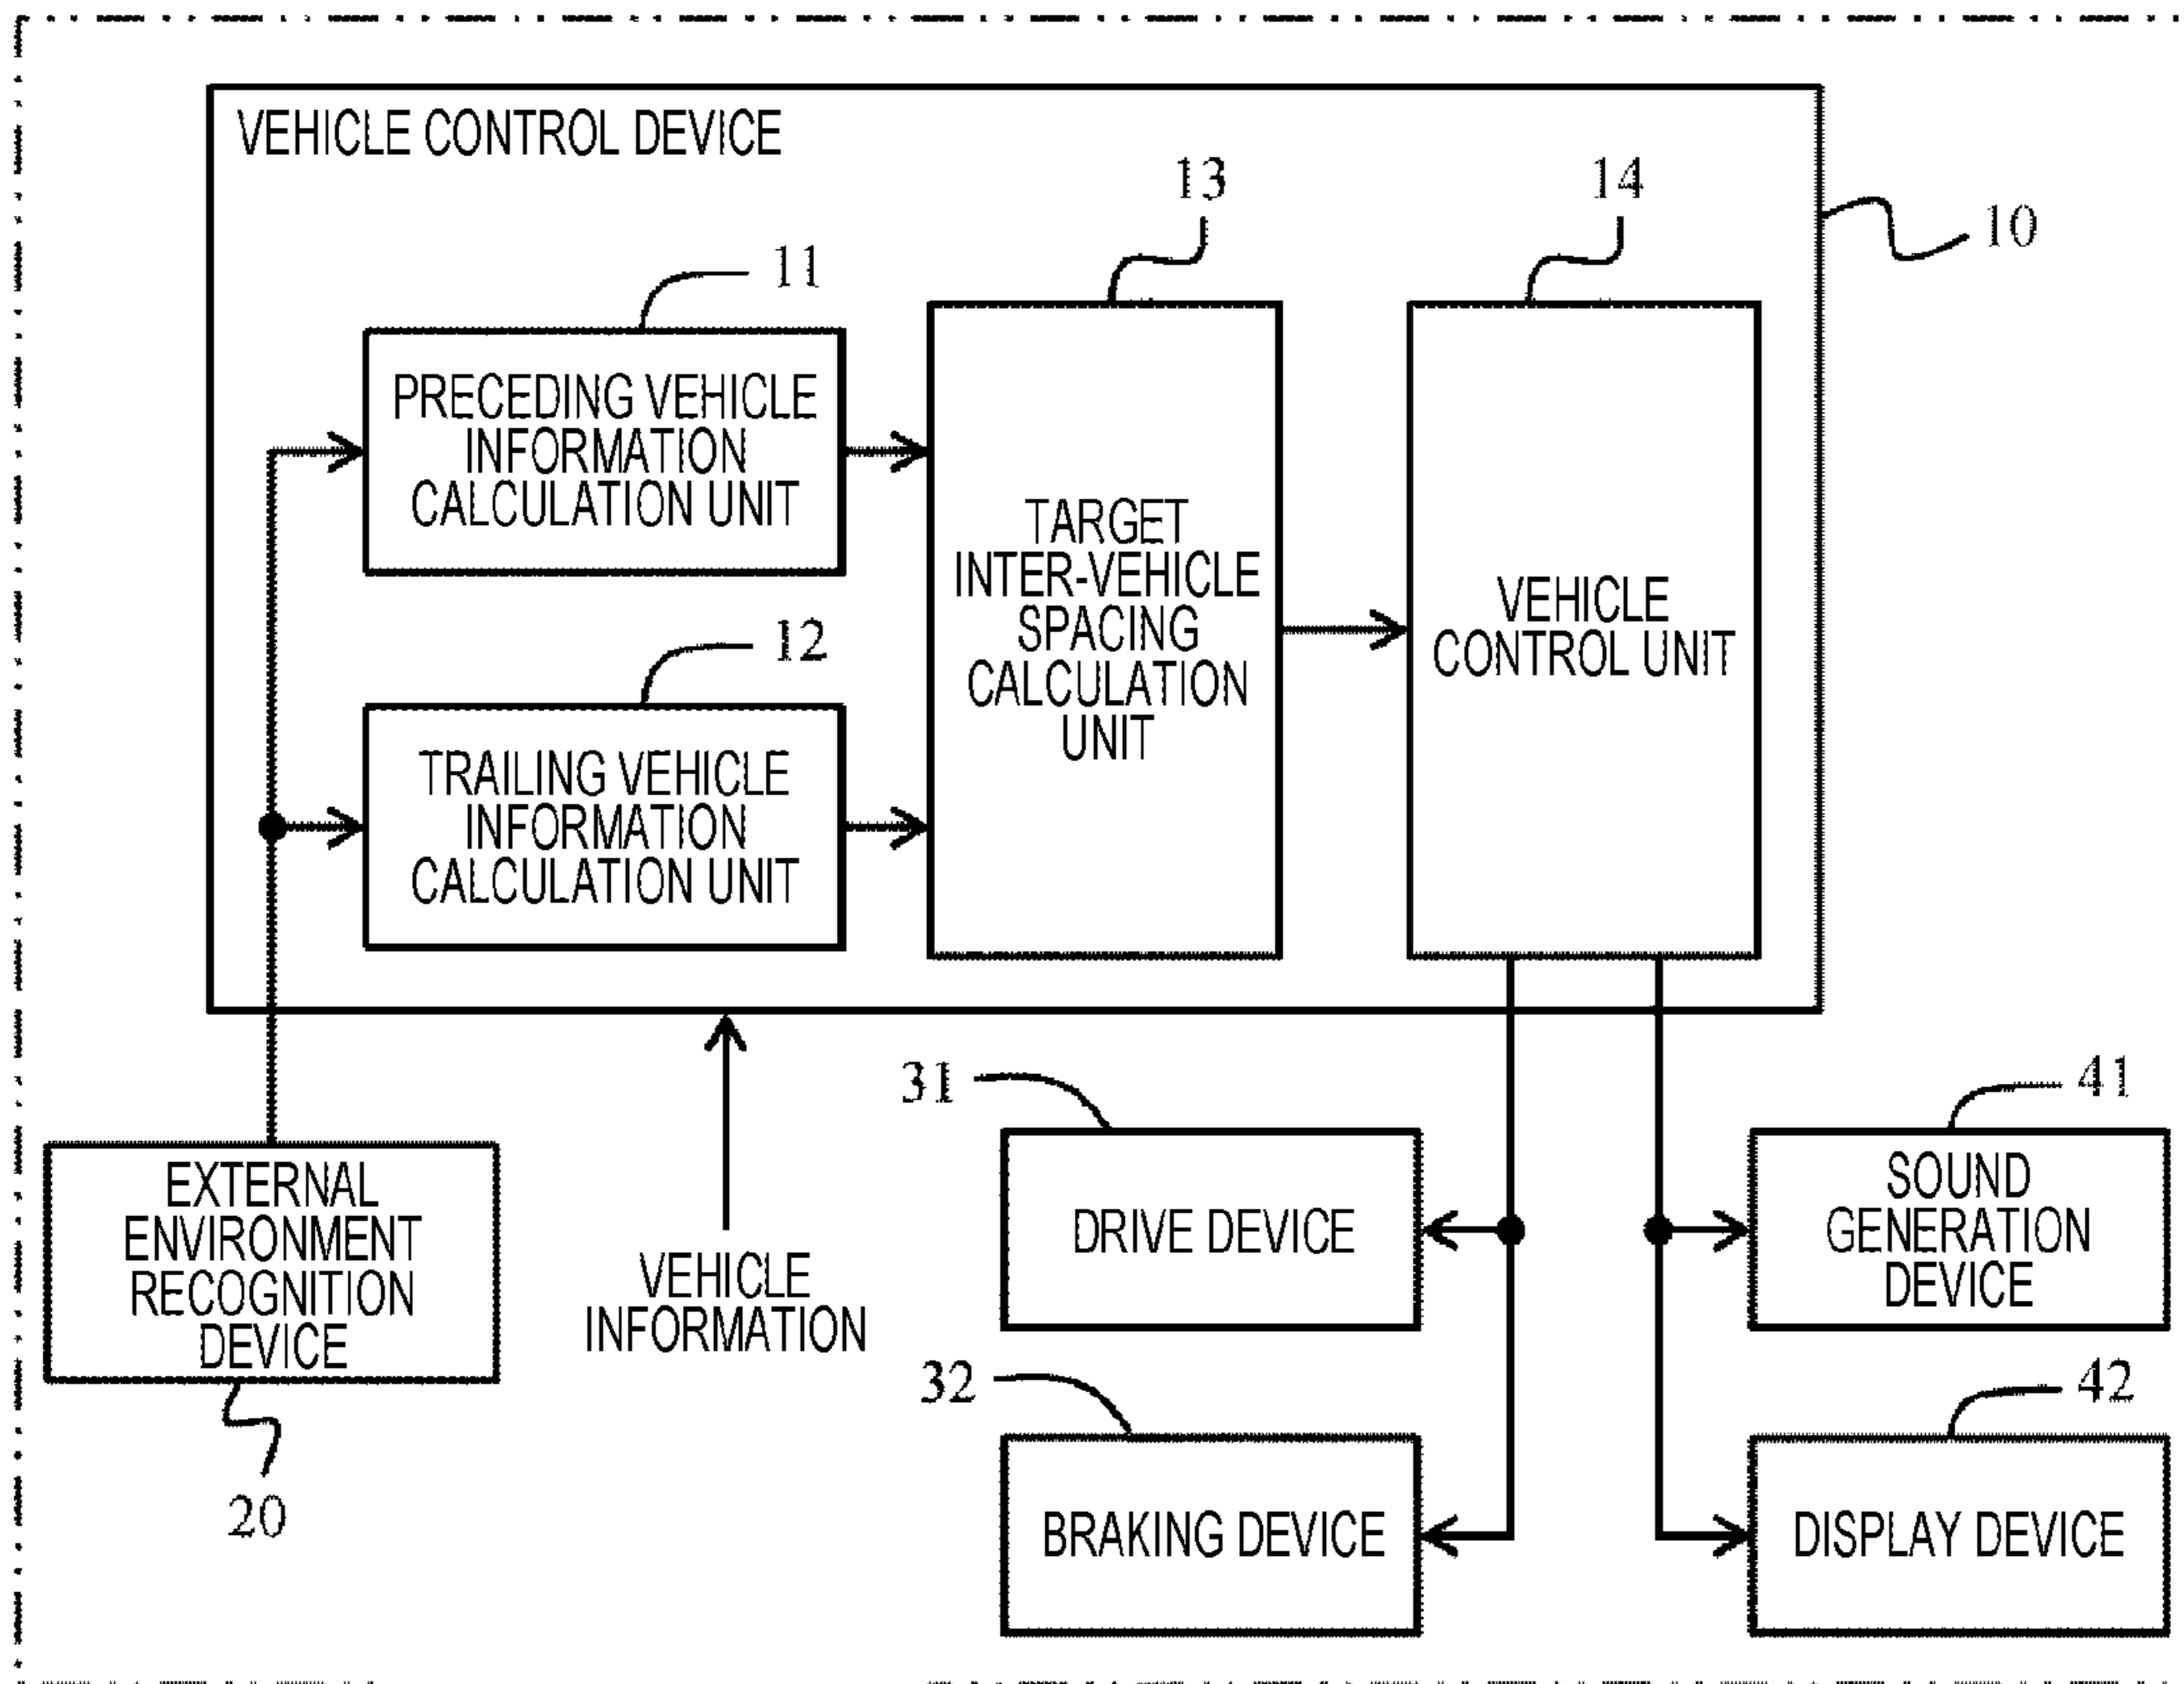 VEHICLE CONTROL DEVICE
13
14
10
11
PRECEDING VEHICLE
INFORMATION
CALCULATION UNIT
12
TRAILING VEHICLE
INFORMATION
CALCULATION UNIT
TARGET
INTER-VEHICLE
SPACING
CALCULATION
UNIT
VEHICLE
CONTROL UNIT
EXTERNAL
ENVIRONMENT
RECOGNITION
DEVICE
20
VEHICLE
INFORMATION
31
DRIVE DEVICE
32
BRAKING DEVICE
41
SOUND
GENERATION
DEVICE
42
DISPLAY DEVICE